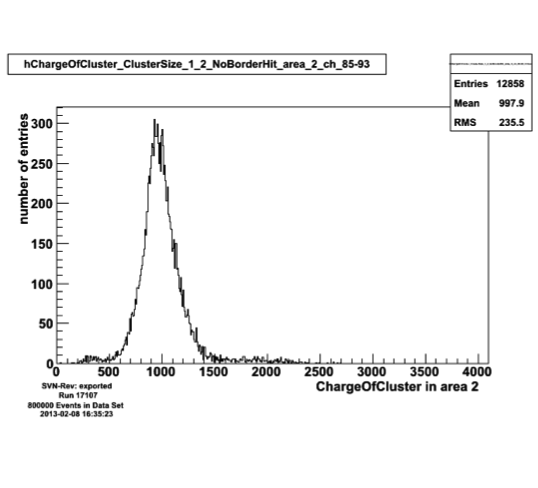 hChargeOfCluster_ClusterSize_1_2_NoBorderHit_area_2_ch_85-93
Entries 12858
Mean 997.9
RMS 235.5
number of entries
300
250
200
150
100
50
0
0 500 1000 1500 2000 2500 3000 3500 4000
ChargeOfCluster in area 2
SVN-Rev: exported
Run 17107
800000 Events in Data Set
2013-02-08 16:35:23